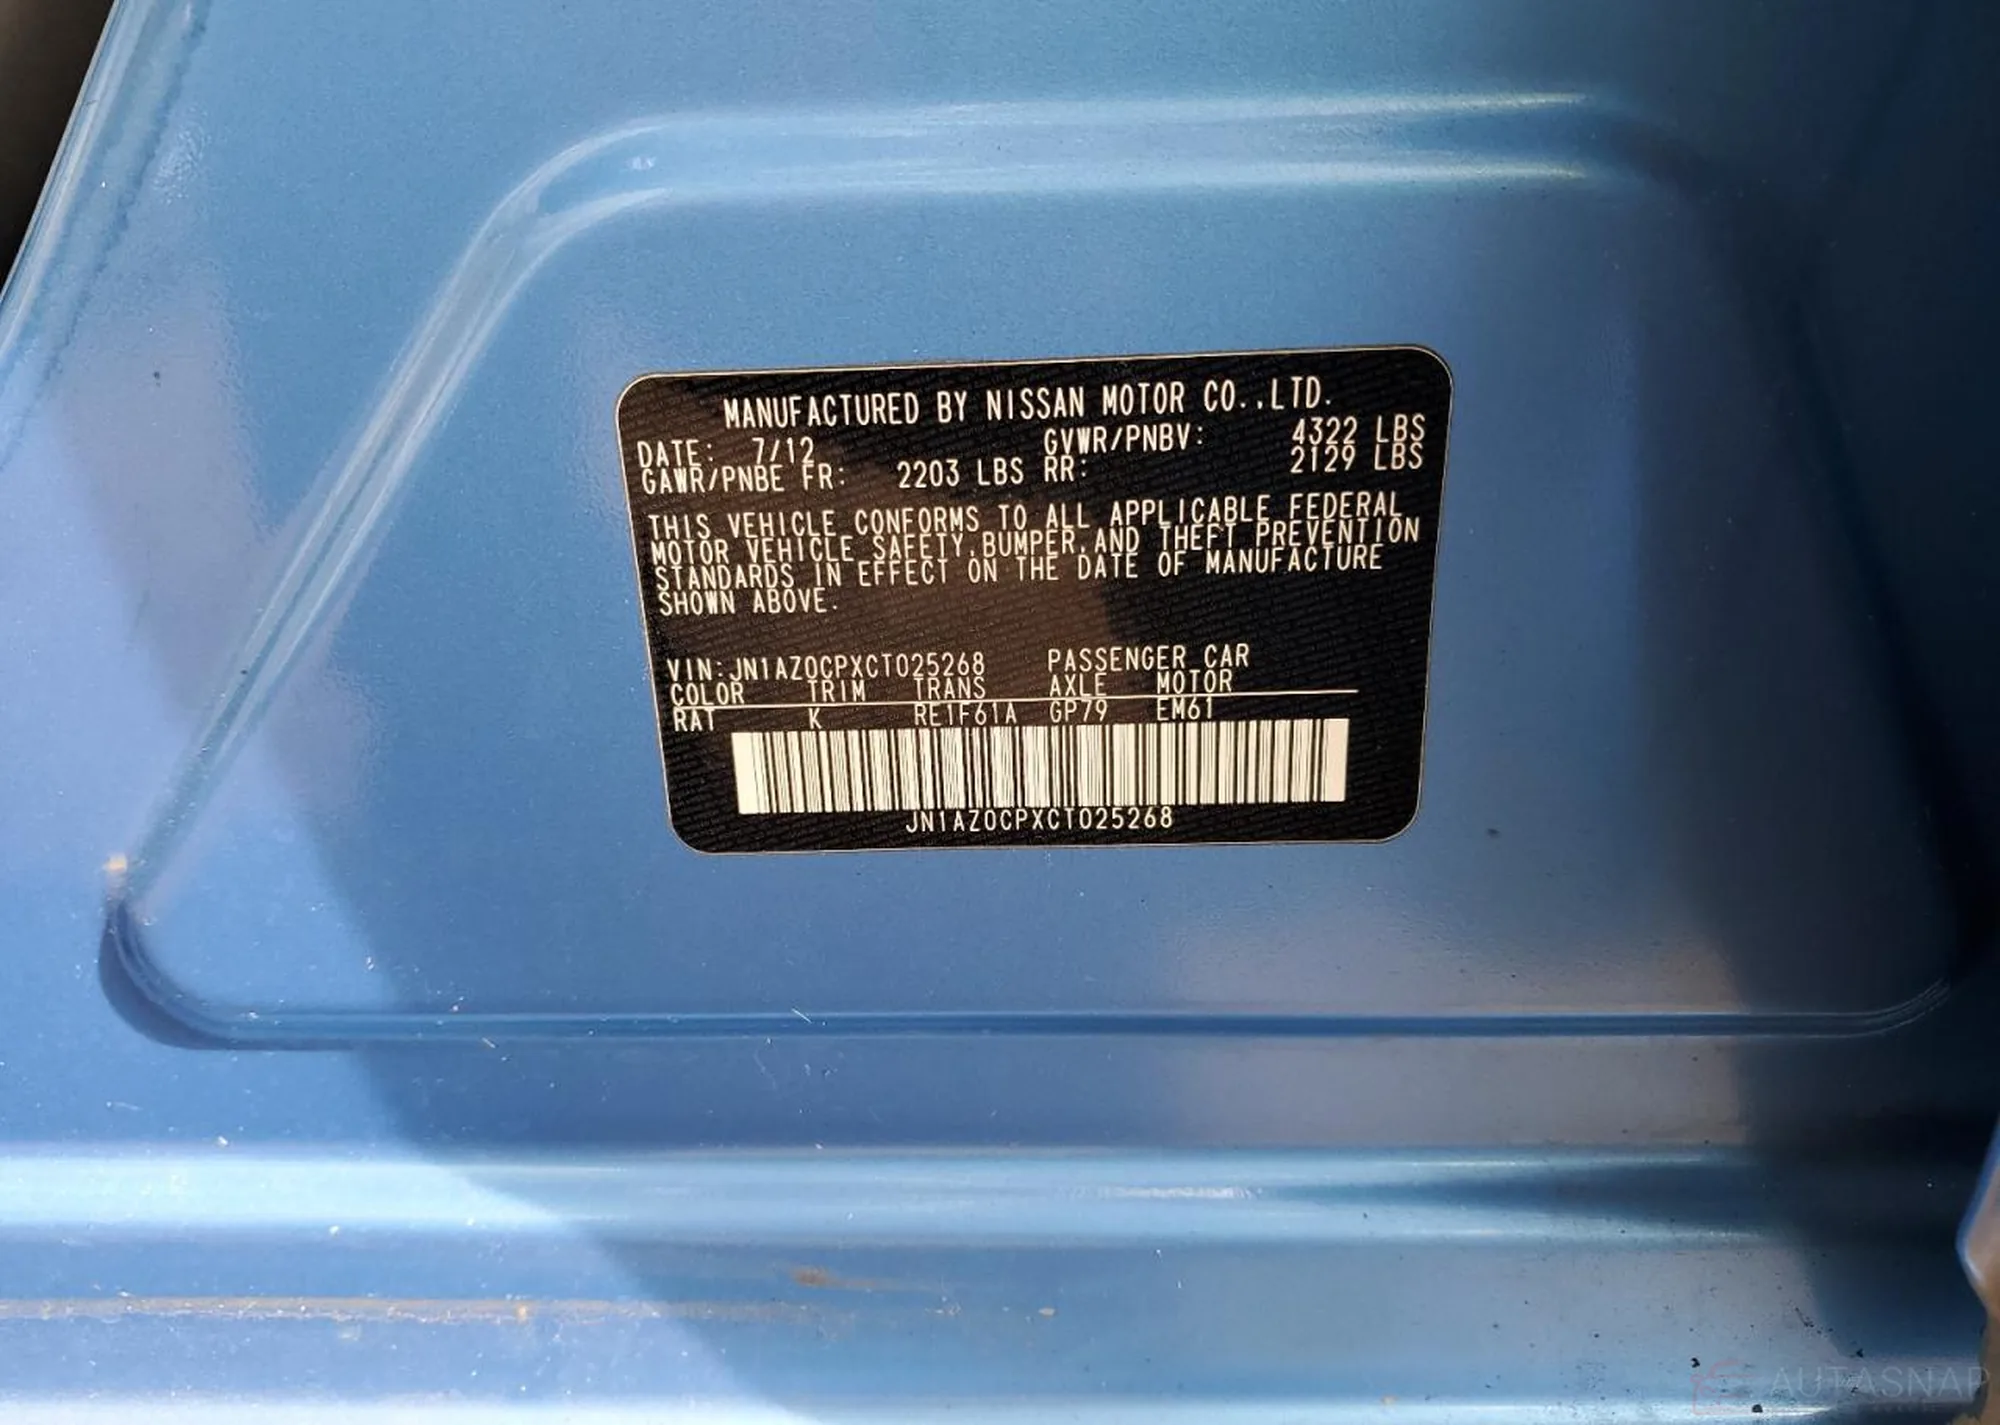 MANUFACTURED BY NISSAN MOTOR CO.,LTD.
DATE: 7/12 GVWR/PNBV: 4322 LBS
GAWR/PNBE FR: 2203 LBS RR: 2129 LBS
THIS VEHICLE CONFORMS TO ALL APPLICABLE FEDERAL
MOTOR VEHICLE SAFETY,BUMPER,AND THEFT PREVENTION
STANDARDS IN EFFECT ON THE DATE OF MANUFACTURE
SHOWN ABOVE.
VIN:JN1AZ0CPXCT025268 PASSENGER CAR
COLOR TRIM TRANS AXLE MOTOR
RAT K RE1F61A GP79 EM61
JN1AZ0CPXCT025268
AUTASNAP